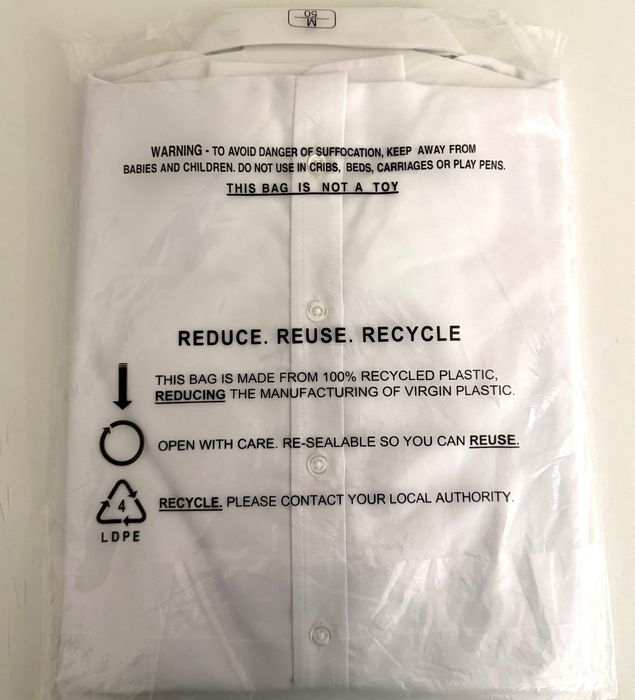 M
50
WARNING - TO AVOID DANGER OF SUFFOCATION, KEEP AWAY FROM
BABIES AND CHILDREN. DO NOT USE IN CRIBS, BEDS, CARRIAGES OR PLAY PENS.
THIS BAG IS NOT A TOY
REDUCE. REUSE. RECYCLE
THIS BAG IS MADE FROM 100% RECYCLED PLASTIC,
REDUCING THE MANUFACTURING OF VIRGIN PLASTIC.
OPEN WITH CARE. RE-SEALABLE SO YOU CAN REUSE.
4
LDPE
RECYCLE. PLEASE CONTACT YOUR LOCAL AUTHORITY.